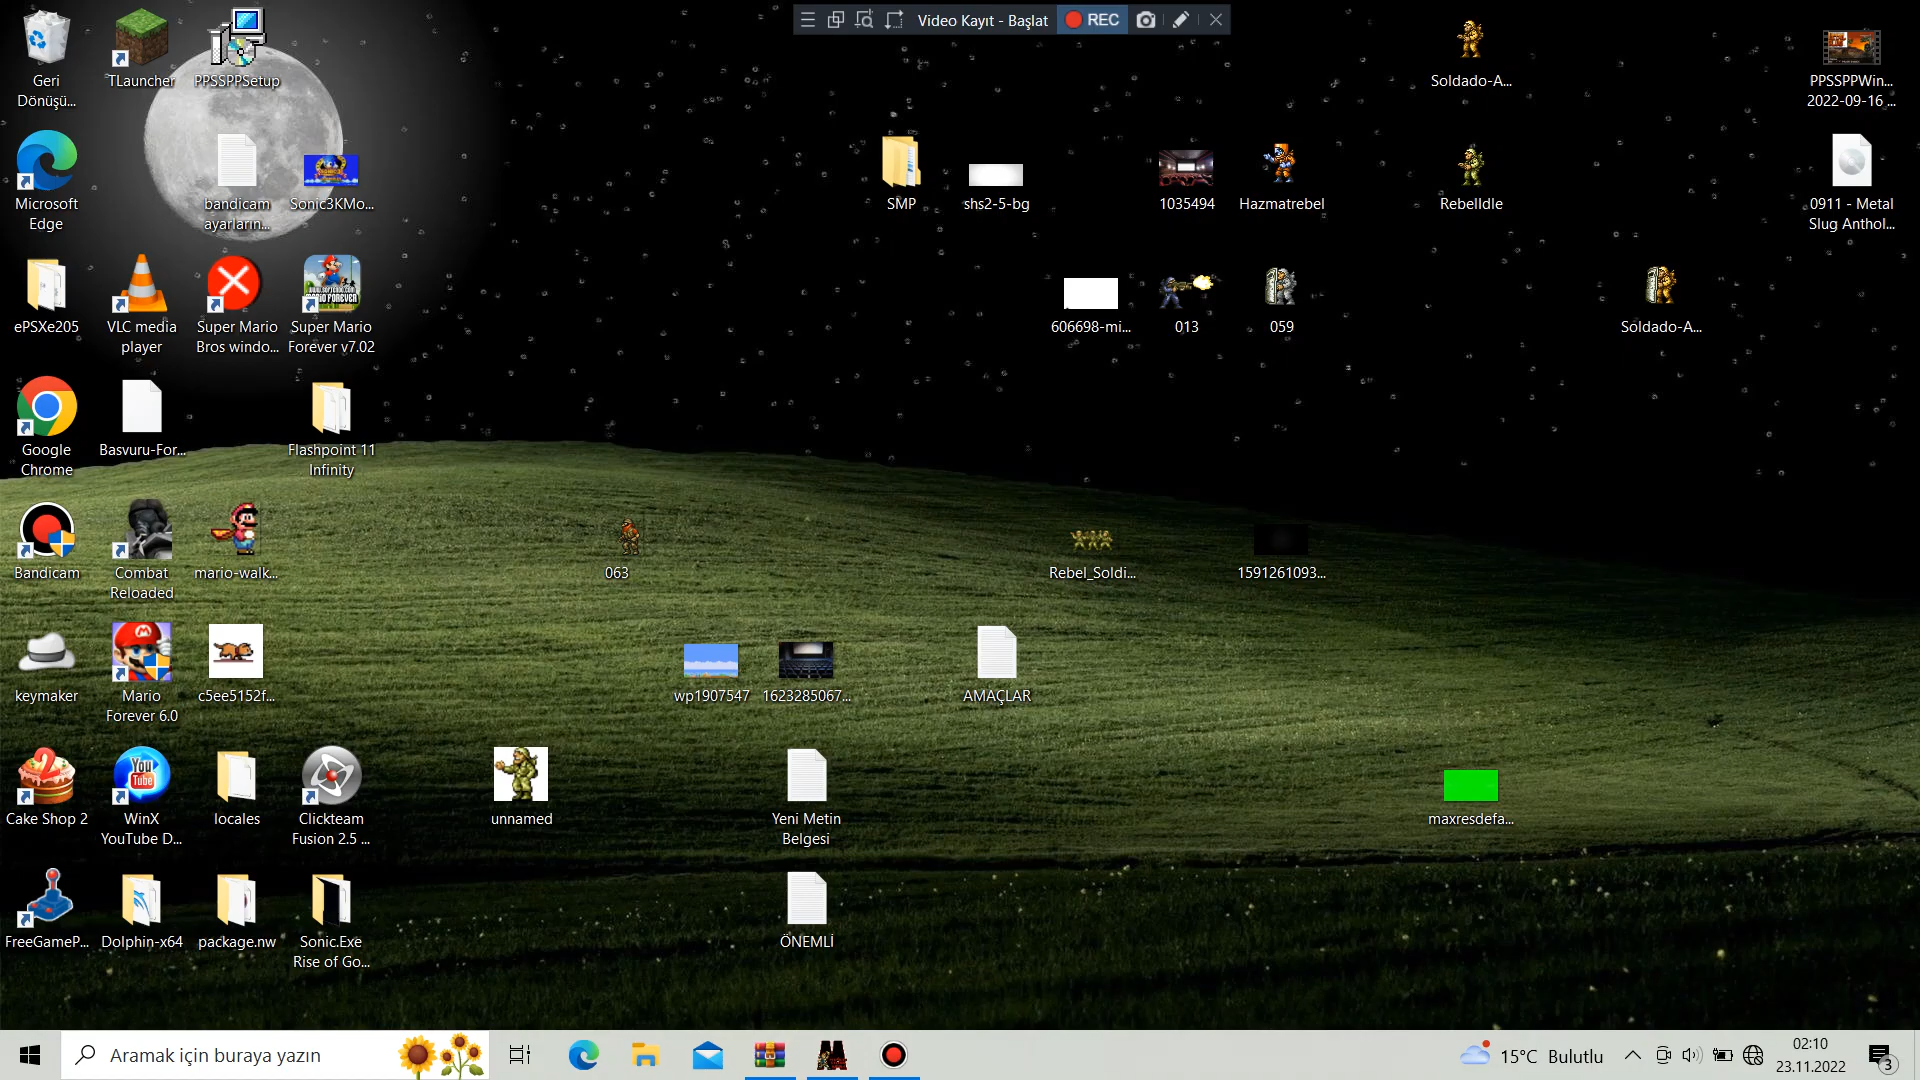 Video Kayıt - Başlat
REC
Geri
Dönüşü...
TLauncher
PPSSPPSetup
Soldado-A...
PPSSPPWin...
2022-09-16 ...
Microsoft
Edge
bandicam
ayarların...
Sonic3KMo...
SMP
shs2-5-bg
1035494
Hazmatrebel
RebelIdle
0911 - Metal
Slug Anthol...
ePSXe205
VLC media
player
Super Mario
Bros windo...
Super Mario
Forever v7.02
606698-mi...
013
059
Soldado-A...
Google
Chrome
Basvuru-For...
Flashpoint 11
Infinity
Bandicam
Combat
Reloaded
mario-walk...
063
Rebel_Soldi...
1591261093...
keymaker
Mario
Forever 6.0
c5ee5152f...
wp1907547
1623285067...
AMAÇLAR
Cake Shop 2
WinX
YouTube D...
locales
Clickteam
Fusion 2.5 ...
unnamed
Yeni Metin
Belgesi
maxresdefa...
FreeGameP...
Dolphin-x64
package.nw
Sonic.Exe
Rise of Go...
ÖNEMLİ
Aramak için buraya yazın
15°C Bulutlu
02:10
23.11.2022
3